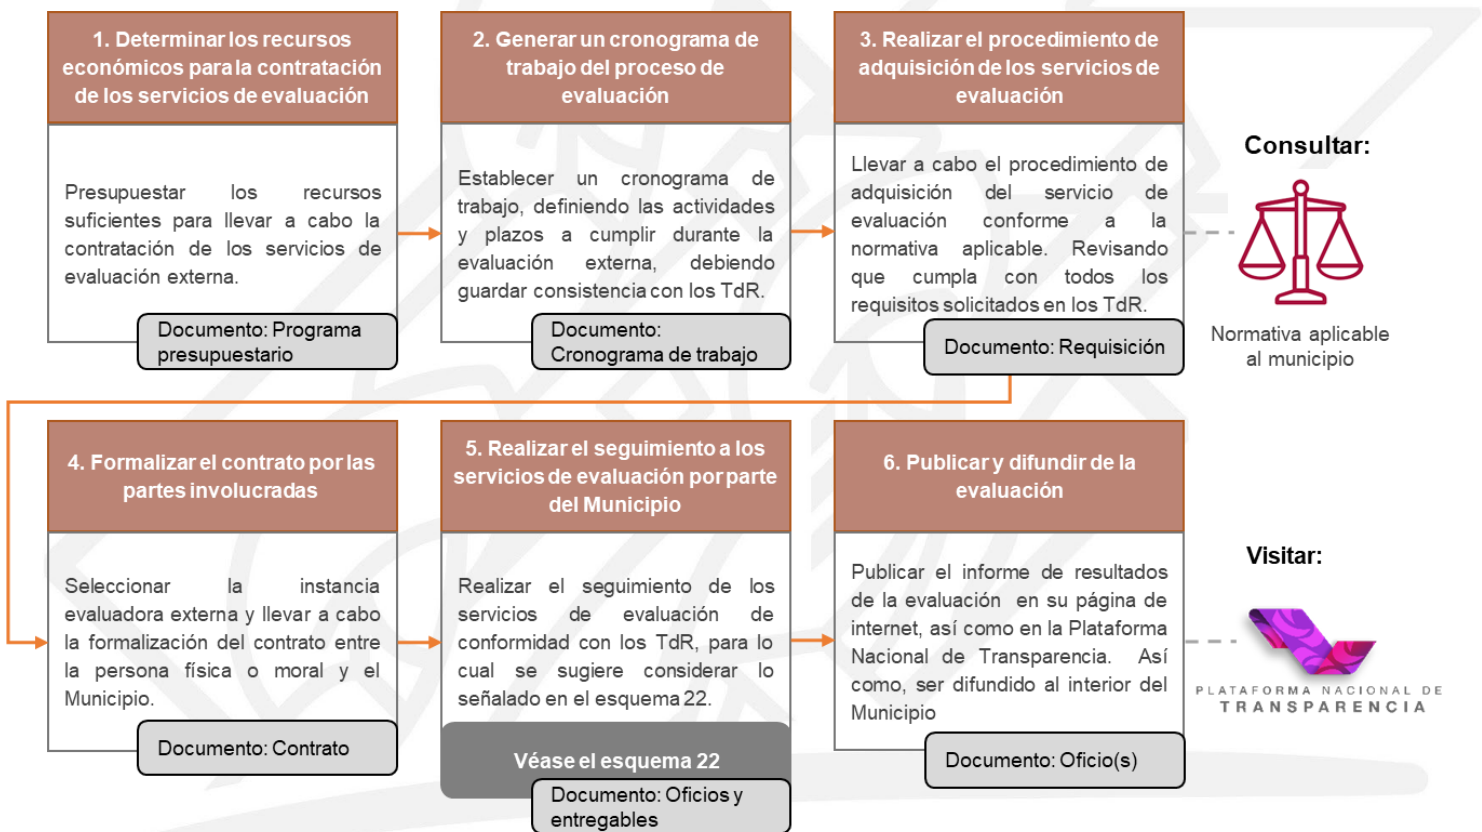 1. Determinar los recursos
económicos para la contratación
de los servicios de evaluación
Presupuestar los recursos
suficientes para llevar a cabo la
contratación de los servicios de
evaluación externa.
Documento: Programa
presupuestario
2. Generar un cronograma de
trabajo del proceso de
evaluación
Establecer un cronograma de
trabajo, definiendo las actividades
y plazos a cumplir durante la
evaluación externa, debiendo
guardar consistencia con los TdR.
Documento:
Cronograma de trabajo
3. Realizar el procedimiento de
adquisición de los servicios de
evaluación
Llevar a cabo el procedimiento de
adquisición del servicio de
evaluación conforme a la
normativa aplicable. Revisando
que cumpla con todos los
requisitos solicitados en los TdR.
Documento: Requisición
Consultar:
Normativa aplicable
al municipio
4. Formalizar el contrato por las
partes involucradas
Seleccionar la instancia
evaluadora externa y llevar a cabo
la formalización del contrato entre
la persona física o moral y el
Municipio.
Documento: Contrato
5. Realizar el seguimiento a los
servicios de evaluación por parte
del Municipio
Realizar el seguimiento de los
servicios de evaluación de
conformidad con los TdR, para lo
cual se sugiere considerar lo
señalado en el esquema 22.
Véase el esquema 22
Documento: Oficios y
entregables
6. Publicar y difundir de la
evaluación
Publicar el informe de resultados
de la evaluación en su página de
internet, así como en la Plataforma
Nacional de Transparencia. Así
como, ser difundido al interior del
Municipio
Documento: Oficio(s)
Visitar:
PLATAFORMA NACIONAL DE
TRANSPARENCIA